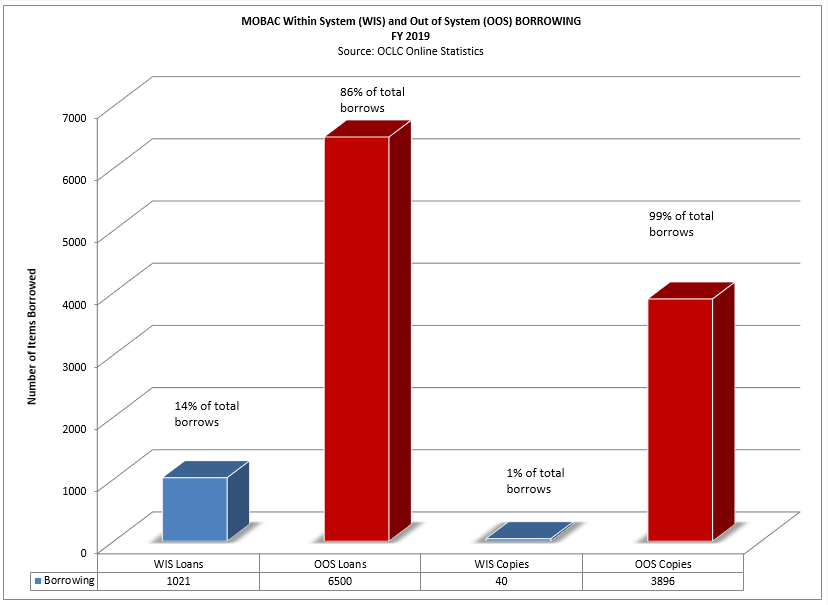 MOBAC Within System (WIS) and Out of System (OOS) BORROWING
FY 2019
Source: OCLC Online Statistics
86% of total
borrows
99% of total
borrows
14% of total
borrows
1% of total
borrows
Number of Items Borrowed
7000
6000
5000
4000
3000
2000
1000
0
WIS Loans OOS Loans WIS Copies OOS Copies
Borrowing 1021 6500 40 3896